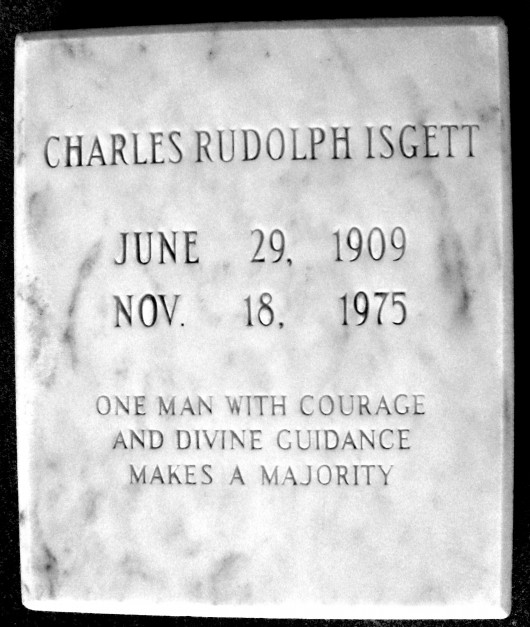 CHARLES RUDOLPH ISGETT
JUNE 29, 1909
NOV. 18, 1975
ONE MAN WITH COURAGE
AND DIVINE GUIDANCE
MAKES A MAJORITY